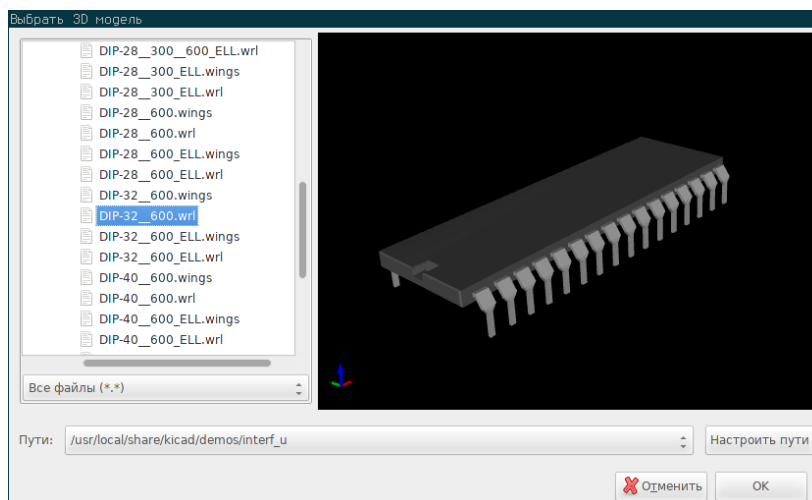 Выбрать 3D модель
DIP-28__300__600_ELL.wrl
DIP-28__300_ELL.wings
DIP-28__300_ELL.wrl
DIP-28__600.wings
DIP-28__600.wrl
DIP-28__600_ELL.wings
DIP-28__600_ELL.wrl
DIP-32__600.wings
DIP-32__600.wrl
DIP-32__600_ELL.wings
DIP-32__600_ELL.wrl
DIP-40__600.wings
DIP-40__600.wrl
DIP-40__600_ELL.wings
DIP-40__600_ELL.wrl
Все файлы (*.*)
Пути: /usr/local/share/kicad/demos/interf_u Настроить пути
Отменить OK